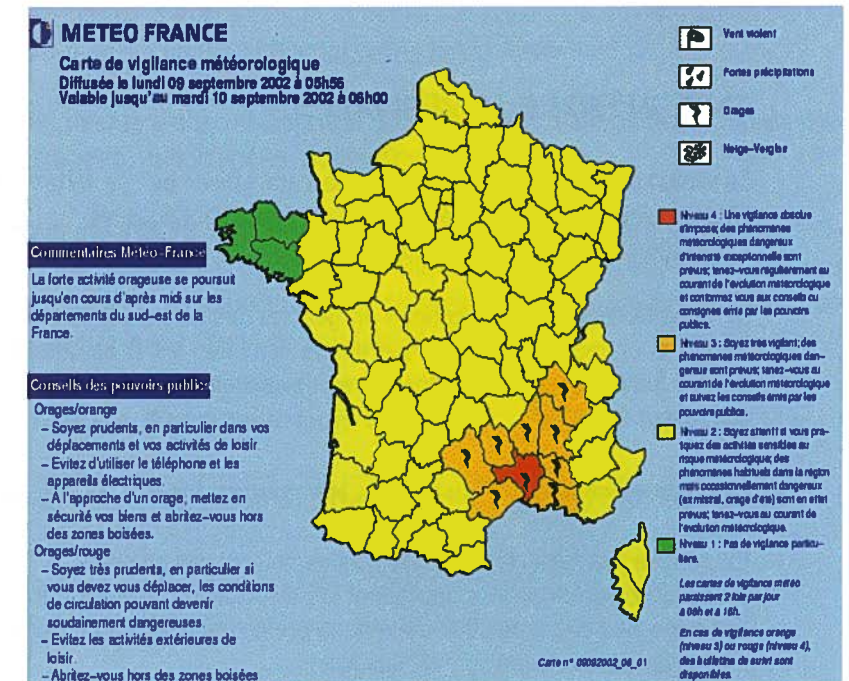 METEO FRANCE
Carte de vigilance météorologique
Diffusée le lundi 09 septembre 2002 à 05h56
Valable jusqu'au mardi 10 septembre 2002 à 06h00
Commentaires Météo-France
La forte activité orageuse se poursuit
jusqu'en cours d'après midi sur les
départements du sud-est de la
France.
Conseils des pouvoirs publics
Orages/orange
- Soyez prudents, en particulier dans vos
déplacements et vos activités de loisir.
- Evitez d'utiliser le téléphone et les
appareils électriques.
- A l'approche d'un orage, mettez en
sécurité vos biens et abritez-vous hors
des zones boisées.
Orages/rouge
- Soyez très prudents, en particulier si
vous devez vous déplacer, les conditions
de circulation pouvant devenir
soudainement dangereuses.
- Evitez les activités extérieures de
loisir.
- Abritez-vous hors des zones boisées
Vent violent
Fortes précipitations
Orages
Neige-Verglas
Niveau 4 : Une vigilance absolue
s'impose; des phénomènes
météorologiques dangereux
d'intensité exceptionnelle sont
prévus; tenez-vous régulièrement au
courant de l'évolution météorologique
et conformez vous aux conseils ou
consignes émis par les pouvoirs
publics.
Niveau 3 : Soyez très vigilant; des
phénomènes météorologiques dan-
gereux sont prévus; tenez-vous au
courant de l'évolution météorologique
et suivez les conseils émis par les
pouvoirs publics.
Niveau 2 : Soyez attentif si vous pra-
tiquez des activités sensibles au
risque météorologique; des
phénomènes habituels dans la région
mais occasionnellement dangereux
(ex mistral, orage d'été) sont en effet
prévus; tenez-vous au courant de
l'évolution météorologique.
Niveau 1 : Pas de vigilance particu-
lière.
Les cartes de vigilance météo
paraissent 2 fois par jour
à 06h et à 16h.
En cas de vigilance orange
(niveau 3) ou rouge (niveau 4),
des bulletins de suivi sont
disponibles.
Carte n° 09092002_06_01